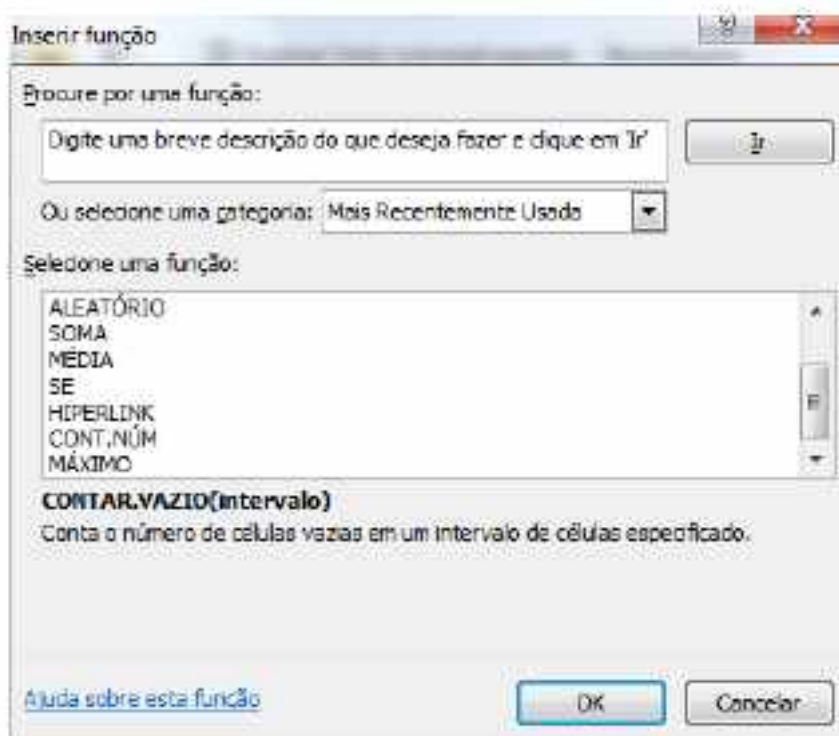 Inserir função
Procure por uma função:
Digite uma breve descrição do que deseja fazer e clique em 'Ir'
Ir
Ou selecione uma categoria: Mais Recentemente Usada
Selecione uma função:
ALEATÓRIO
SOMA
MÉDIA
SE
HIPERLINK
CONT.NÚM
MÁXIMO
CONTAR.VAZIO(intervalo)
Conta o número de células vazias em um intervalo de células especificado.
Ajuda sobre esta função
OK
Cancelar